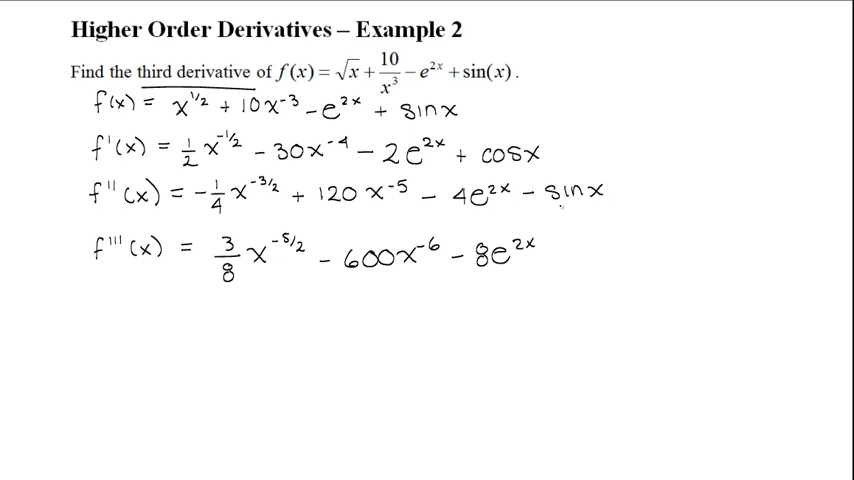 Higher Order Derivatives – Example 2
Find the third derivative of f(x) = √x + 10/x³ − e²ˣ + sin(x).
f(x) = x^1/2 + 10x^-3 - e^2x + sinx
f'(x) = 1/2 x^-1/2 - 30x^-4 - 2e^2x + cosx
f''(x) = -1/4 x^-3/2 + 120x^-5 - 4e^2x - sinx
f'''(x) = 3/8 x^-5/2 - 600x^-6 - 8e^2x